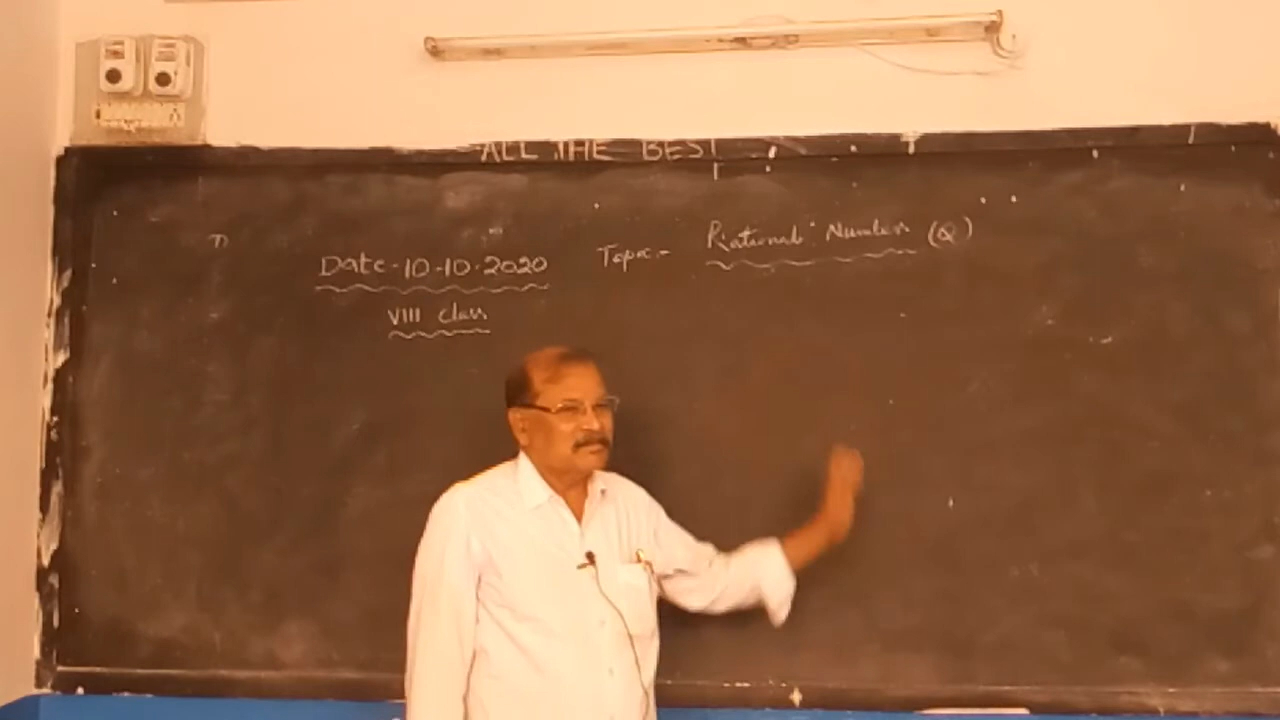 ALL THE BEST
Date-10-10-2020
Topic:- Rational Numbers (Q)
VIII class